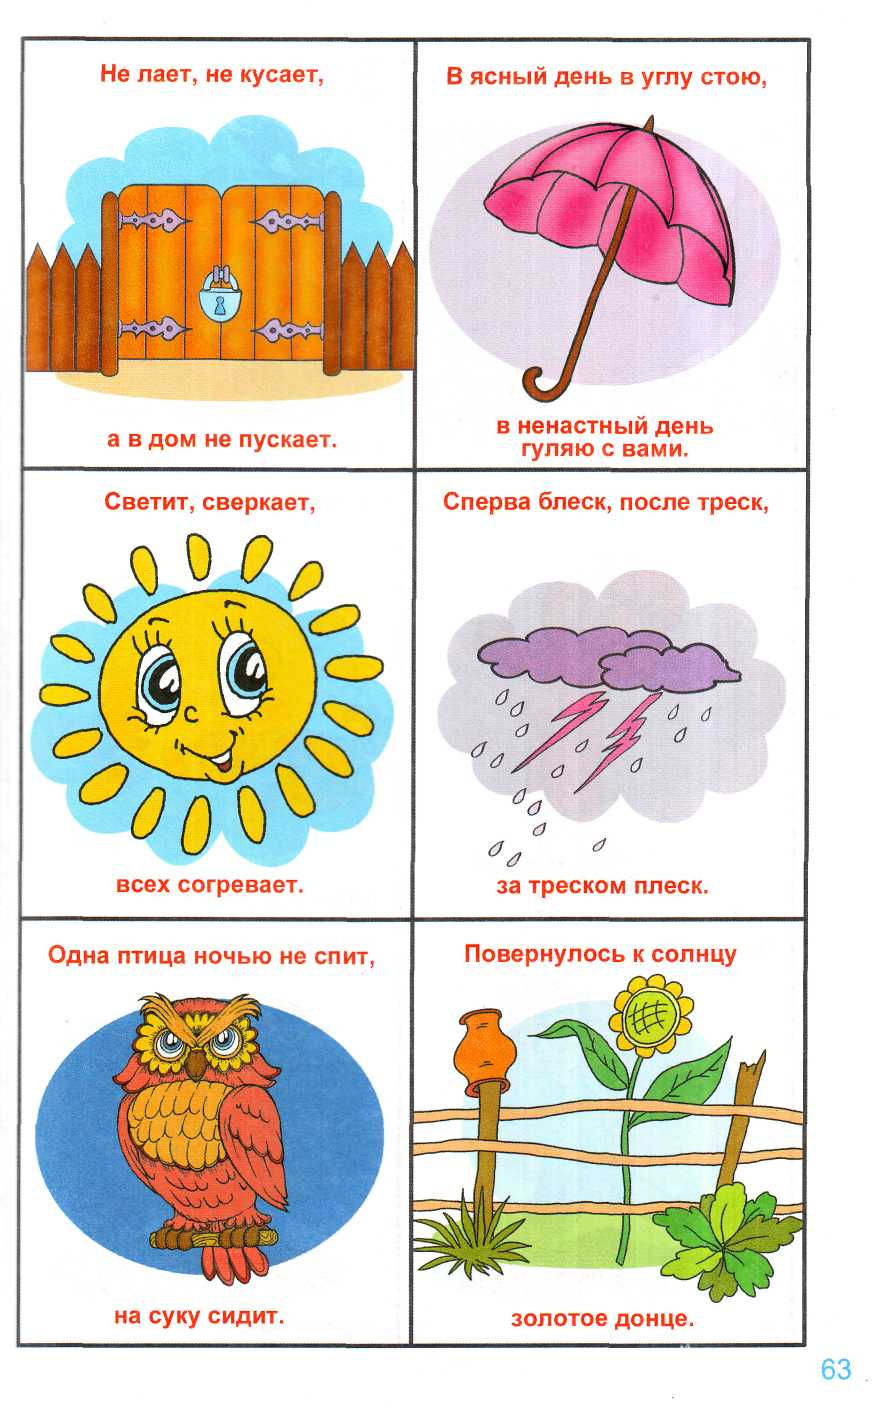 Не лает, не кусает,
а в дом не пускает.
В ясный день в углу стою,
в ненастный день
гуляю с вами.
Светит, сверкает,
всех согревает.
Сперва блеск, после треск,
за треском плеск.
Одна птица ночью не спит,
на суку сидит.
Повернулось к солнцу
золотое донце.
63